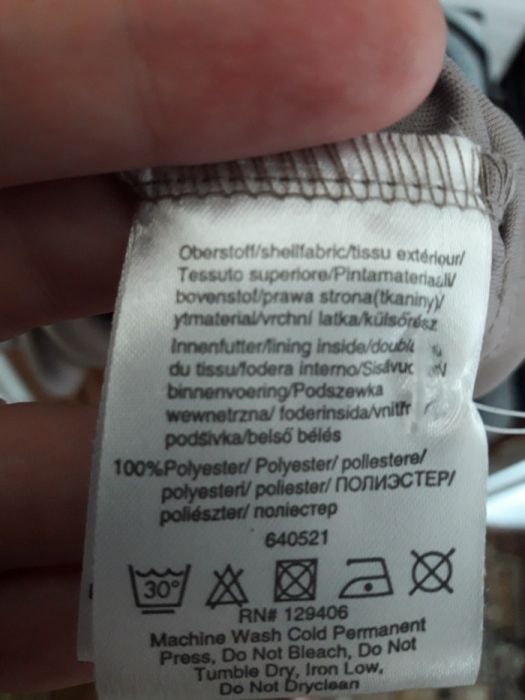 Oberstoff/shellfabric/tissu extérieur/
Tessuto superiore/Pintamateriaali/
bovenstof/prawa strona(tkaniny)/
ytmaterial/vrchní latka/külsőrész
Innenfutter/lining inside/doublure
du tissu/fodera interno/Sisävuori/
binnenvoering/Podszewka
wewnetrzna/ foderinsida/vnitřní
podšívka/belső bélés
100%Polyester/ Polyester/ poliestere/
polyesteri/ poliester/ ПОЛИЭСТЕР/
poliészter/ поліестер
640521
30°
RN# 129406
Machine Wash Cold Permanent
Press, Do Not Bleach, Do Not
Tumble Dry, Iron Low,
Do Not Dryclean